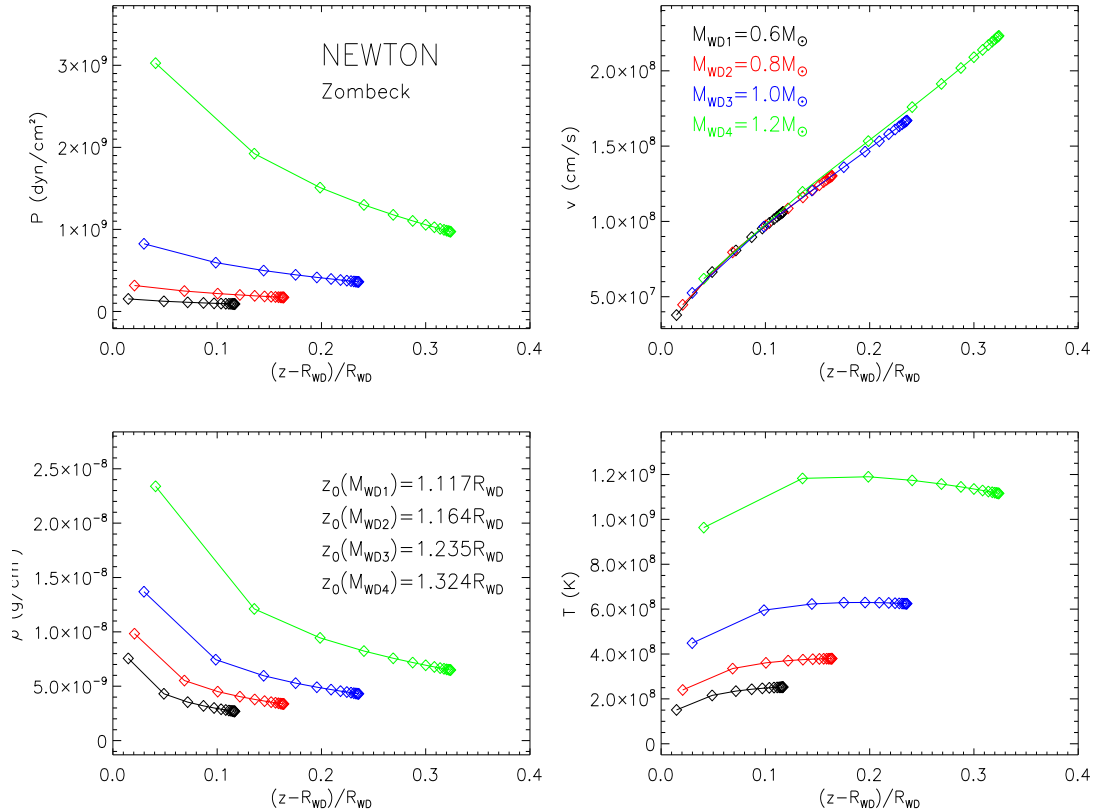 NEWTON
Zombeck
P (dyn/cm²)
3×10⁹
2×10⁹
1×10⁹
0
0.0 0.1 0.2 0.3 0.4
(z−R_WD)/R_WD
M_WD1=0.6M_⊙
M_WD2=0.8M_⊙
M_WD3=1.0M_⊙
M_WD4=1.2M_⊙
v (cm/s)
2.0×10⁸
1.5×10⁸
1.0×10⁸
5.0×10⁷
0.0 0.1 0.2 0.3 0.4
(z−R_WD)/R_WD
z₀(M_WD1)=1.117R_WD
z₀(M_WD2)=1.164R_WD
z₀(M_WD3)=1.235R_WD
z₀(M_WD4)=1.324R_WD
2.5×10⁻⁸
2.0×10⁻⁸
1.5×10⁻⁸
1.0×10⁻⁸
5.0×10⁻⁹
0
0.0 0.1 0.2 0.3 0.4
(z−R_WD)/R_WD
T (K)
1.2×10⁹
1.0×10⁹
8.0×10⁸
6.0×10⁸
4.0×10⁸
2.0×10⁸
0
0.0 0.1 0.2 0.3 0.4
(z−R_WD)/R_WD